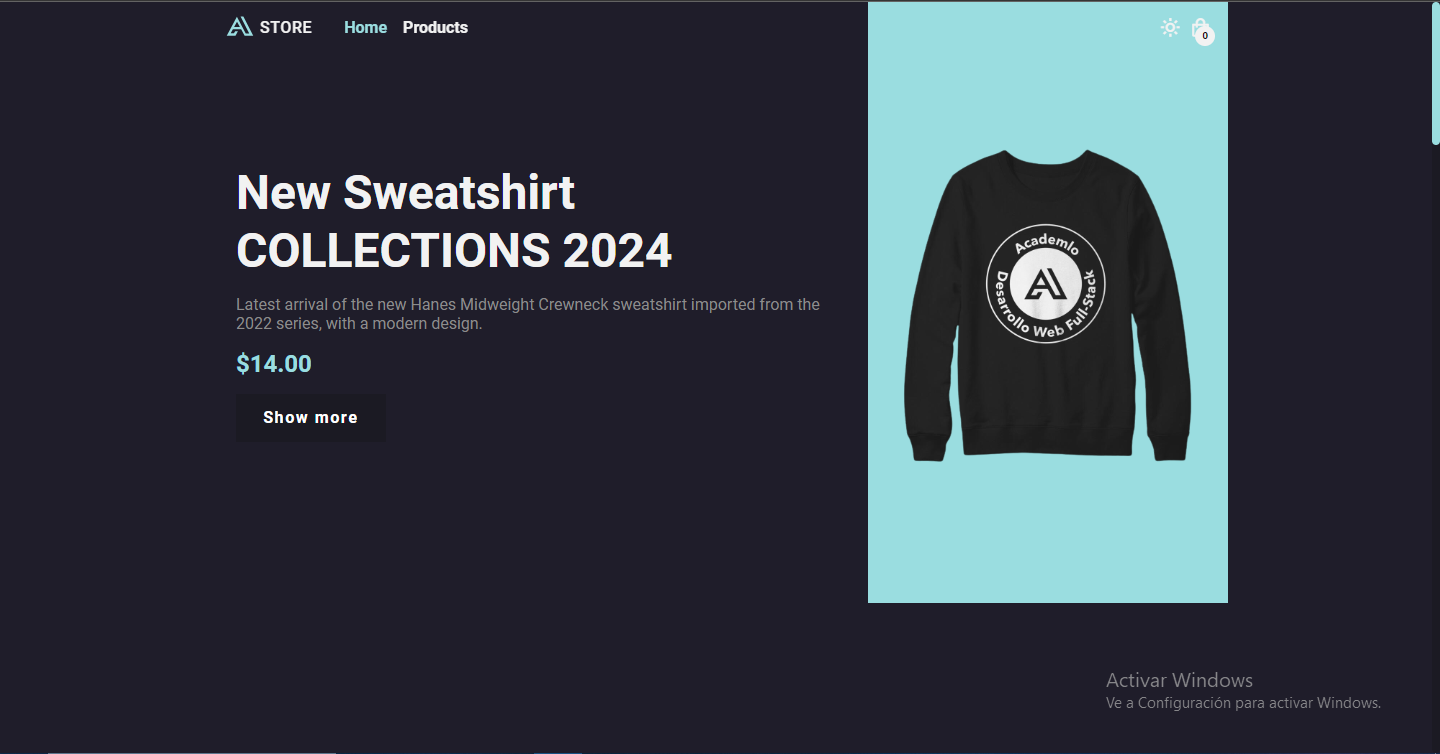 STORE
Home
Products
0
New Sweatshirt
COLLECTIONS 2024
Latest arrival of the new Hanes Midweight Crewneck sweatshirt imported from the
2022 series, with a modern design.
$14.00
Show more
Academlo
Desarrollo Web Full-Stack
Activar Windows
Ve a Configuración para activar Windows.